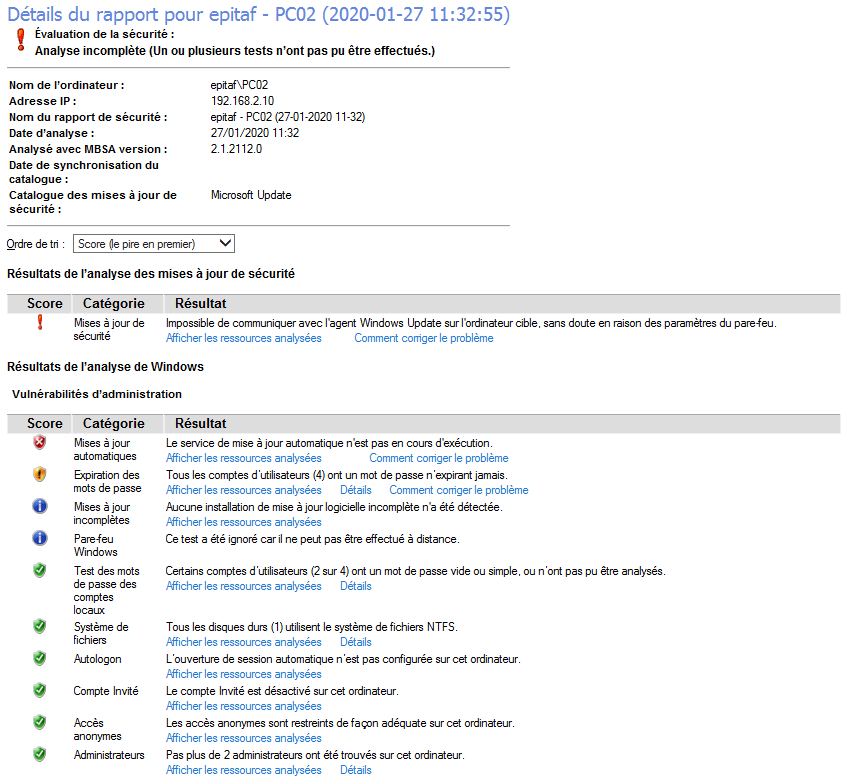 Détails du rapport pour epitaf - PC02 (2020-01-27 11:32:55)
Évaluation de la sécurité :
Analyse incomplète (Un ou plusieurs tests n'ont pas pu être effectués.)
Nom de l'ordinateur : epitaf\PC02
Adresse IP : 192.168.2.10
Nom du rapport de sécurité : epitaf - PC02 (27-01-2020 11-32)
Date d'analyse : 27/01/2020 11:32
Analysé avec MBSA version : 2.1.2112.0
Date de synchronisation du
catalogue :
Catalogue des mises à jour de Microsoft Update
sécurité :
Ordre de tri : Score (le pire en premier)
Résultats de l'analyse des mises à jour de sécurité
Score Catégorie Résultat
Mises à jour de Impossible de communiquer avec l'agent Windows Update sur l'ordinateur cible, sans doute en raison des paramètres du pare-feu.
sécurité Afficher les ressources analysées Comment corriger le problème
Résultats de l'analyse de Windows
Vulnérabilités d'administration
Score Catégorie Résultat
Mises à jour Le service de mise à jour automatique n'est pas en cours d'exécution.
automatiques Afficher les ressources analysées Comment corriger le problème
Expiration des Tous les comptes d'utilisateurs (4) ont un mot de passe n'expirant jamais.
mots de passe Afficher les ressources analysées Détails Comment corriger le problème
Mises à jour Aucune installation de mise à jour logicielle incomplète n'a été détectée.
incomplètes Afficher les ressources analysées
Pare-feu Ce test a été ignoré car il ne peut pas être effectué à distance.
Windows
Test des mots Certains comptes d'utilisateurs (2 sur 4) ont un mot de passe vide ou simple, ou n'ont pas pu être analysés.
de passe des Afficher les ressources analysées Détails
comptes
locaux
Système de Tous les disques durs (1) utilisent le système de fichiers NTFS.
fichiers Afficher les ressources analysées Détails
Autologon L'ouverture de session automatique n'est pas configurée sur cet ordinateur.
Afficher les ressources analysées
Compte Invité Le compte Invité est désactivé sur cet ordinateur.
Afficher les ressources analysées
Accès Les accès anonymes sont restreints de façon adéquate sur cet ordinateur.
anonymes Afficher les ressources analysées
Administrateurs Pas plus de 2 administrateurs ont été trouvés sur cet ordinateur.
Afficher les ressources analysées Détails